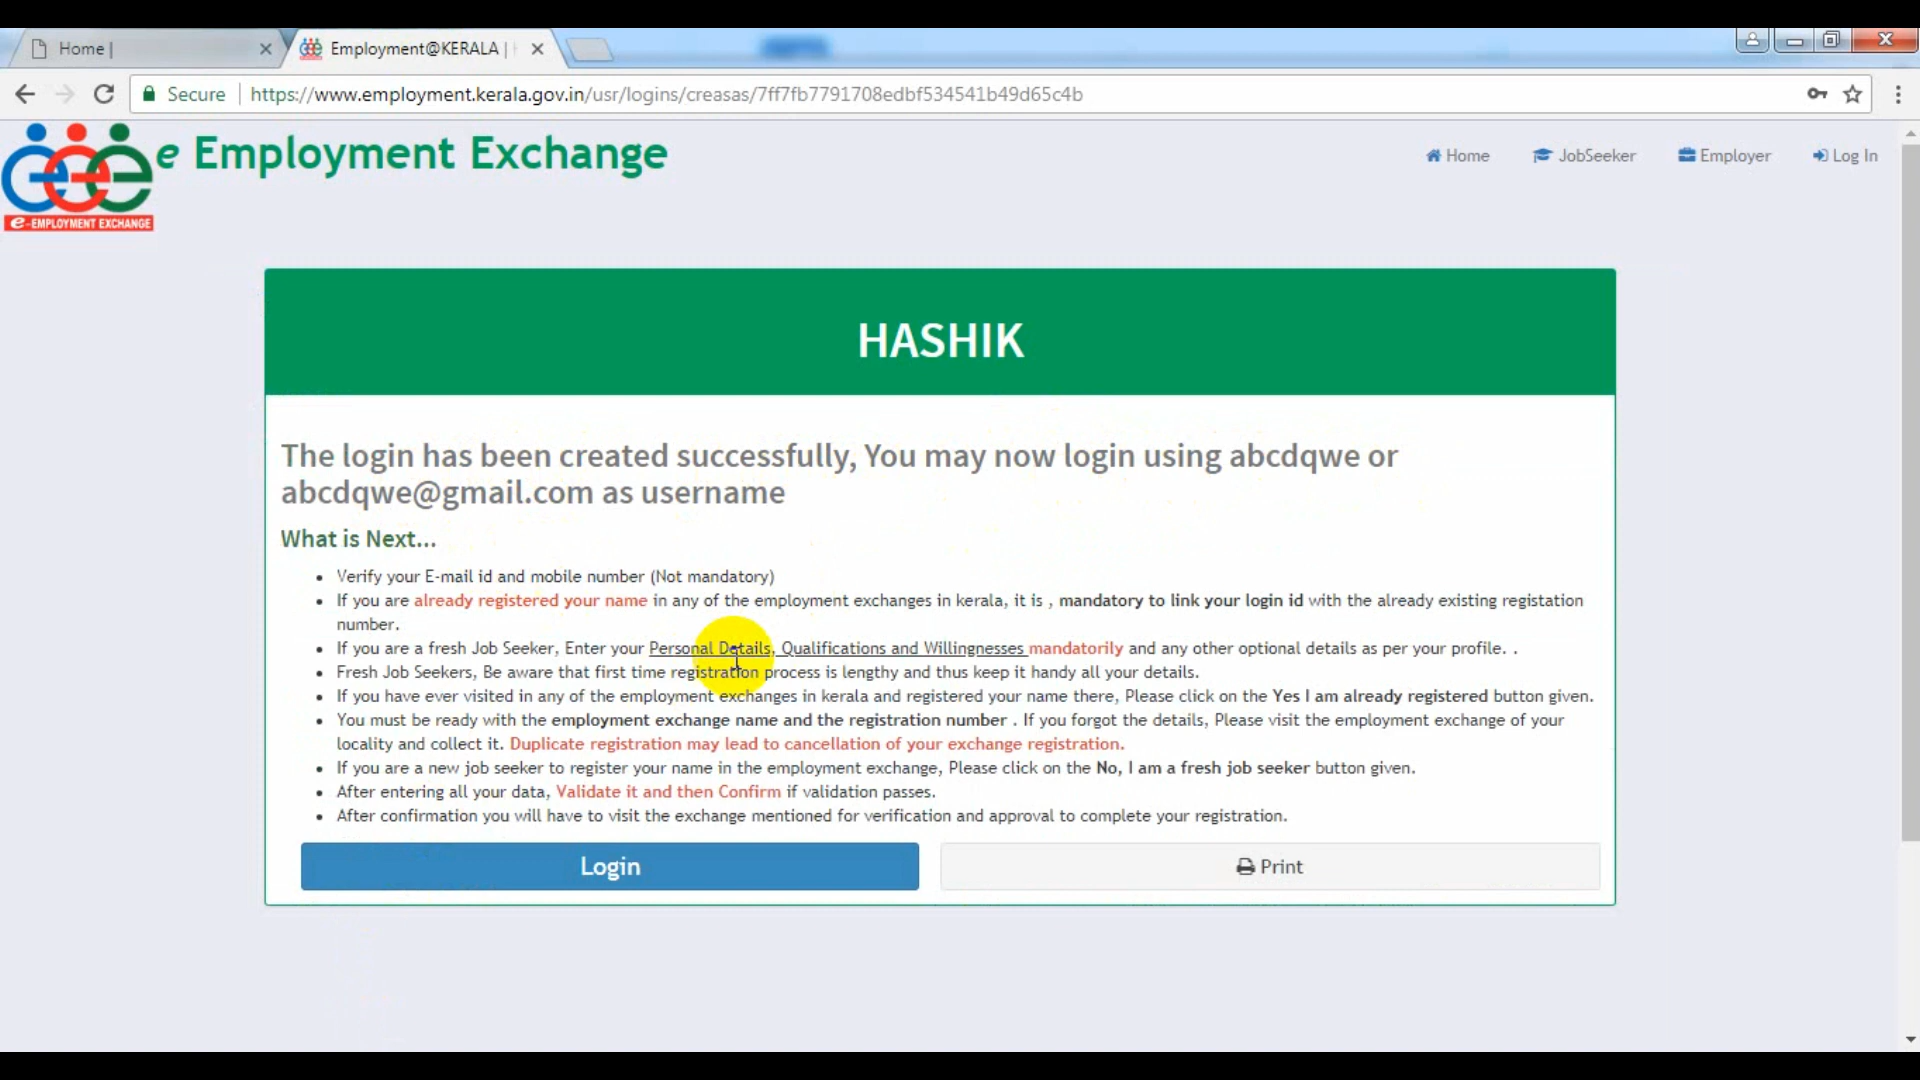 Home |
Employment@KERALA |
Secure
https://www.employment.kerala.gov.in/usr/logins/creasas/7ff7fb7791708edbf534541b49d65c4b
e Employment Exchange
e-EMPLOYMENT EXCHANGE
Home
JobSeeker
Employer
Log In
HASHIK
The login has been created successfully, You may now login using abcdqwe or
abcdqwe@gmail.com as username
What is Next...
Verify your E-mail id and mobile number (Not mandatory)
If you are already registered your name in any of the employment exchanges in kerala, it is , mandatory to link your login id with the already existing registation
number.
If you are a fresh Job Seeker, Enter your Personal Details, Qualifications and Willingnesses mandatorily and any other optional details as per your profile. .
Fresh Job Seekers, Be aware that first time registration process is lengthy and thus keep it handy all your details.
If you have ever visited in any of the employment exchanges in kerala and registered your name there, Please click on the Yes I am already registered button given.
You must be ready with the employment exchange name and the registration number . If you forgot the details, Please visit the employment exchange of your
locality and collect it. Duplicate registration may lead to cancellation of your exchange registration.
If you are a new job seeker to register your name in the employment exchange, Please click on the No, I am a fresh job seeker button given.
After entering all your data, Validate it and then Confirm if validation passes.
After confirmation you will have to visit the exchange mentioned for verification and approval to complete your registration.
Login
Print